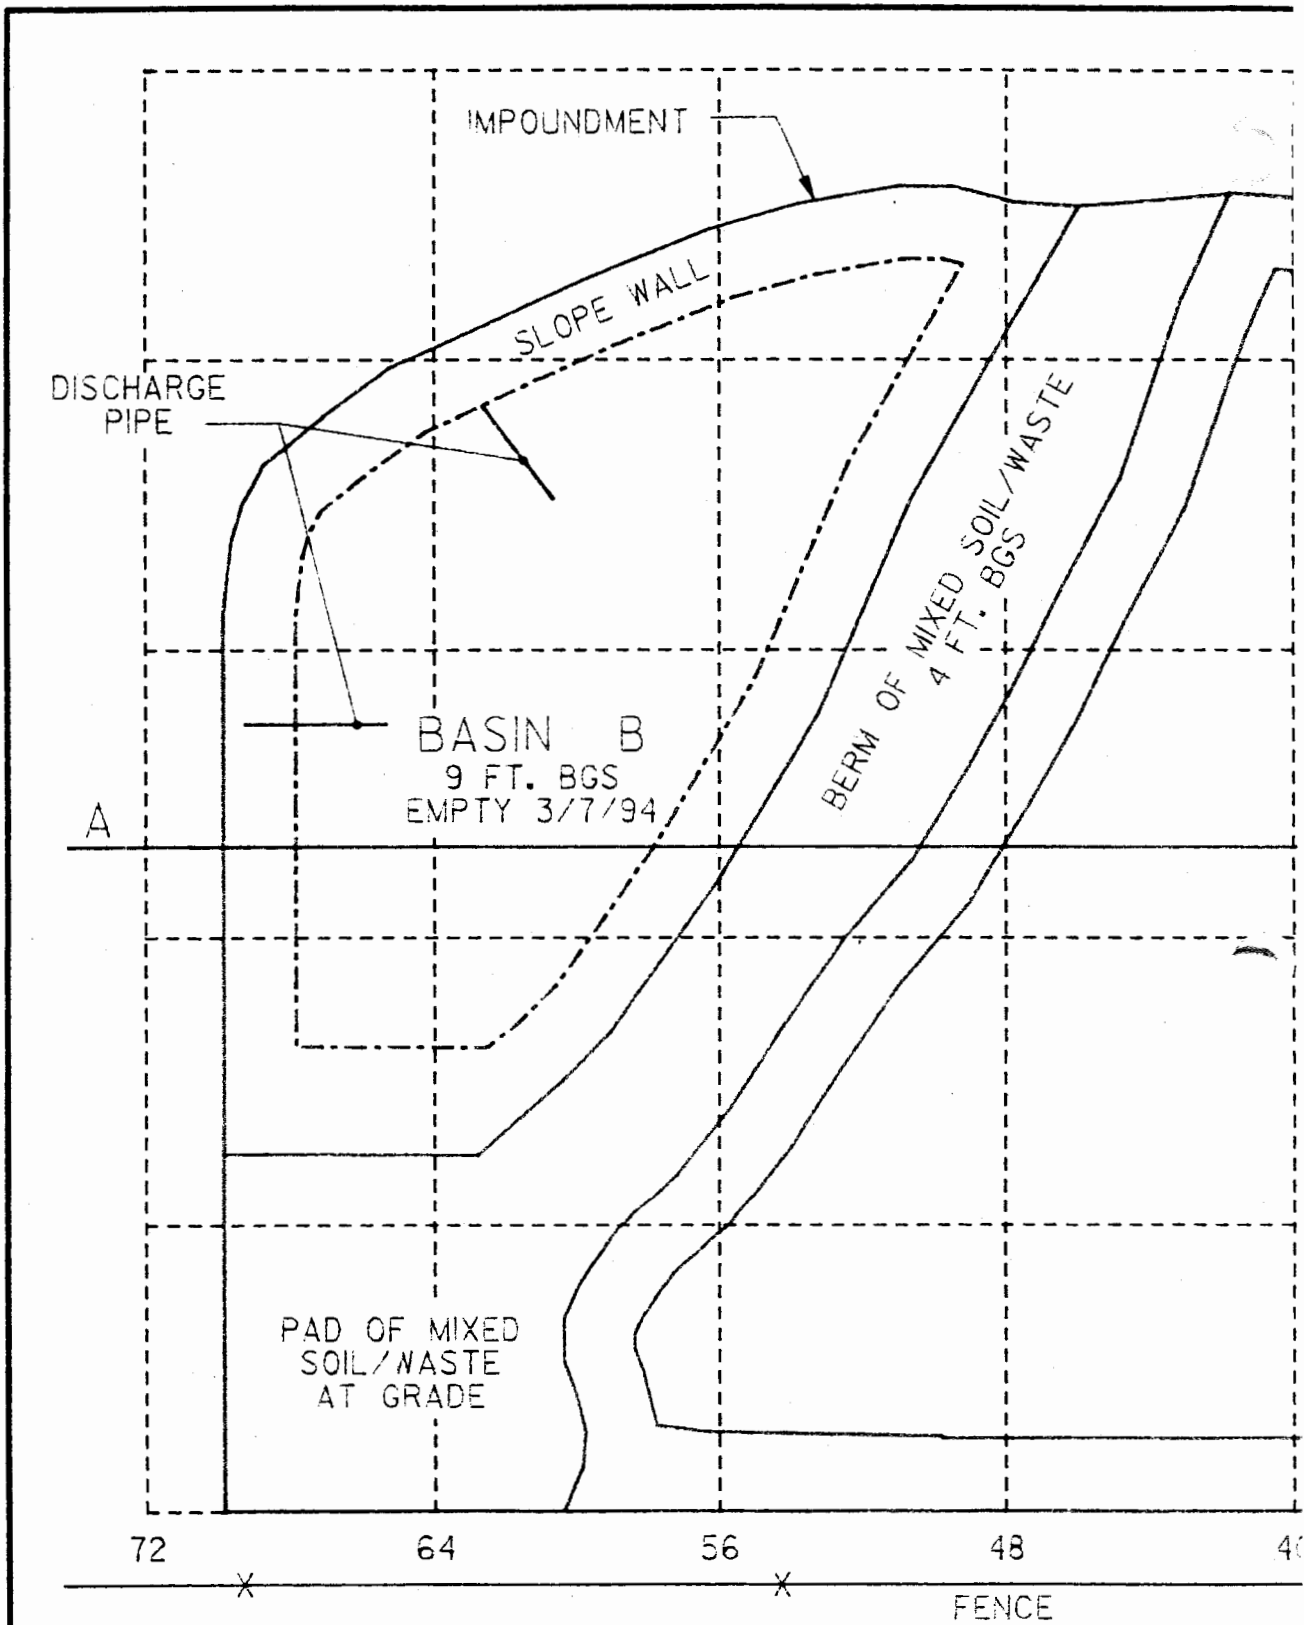 IMPOUNDMENT
SLOPE WALL
DISCHARGE
PIPE
BERM OF MIXED SOIL/WASTE
4 FT. BGS
BASIN B
9 FT. BGS
EMPTY 3/7/94
A
PAD OF MIXED
SOIL/WASTE
AT GRADE
72 64 56 48
X X
FENCE